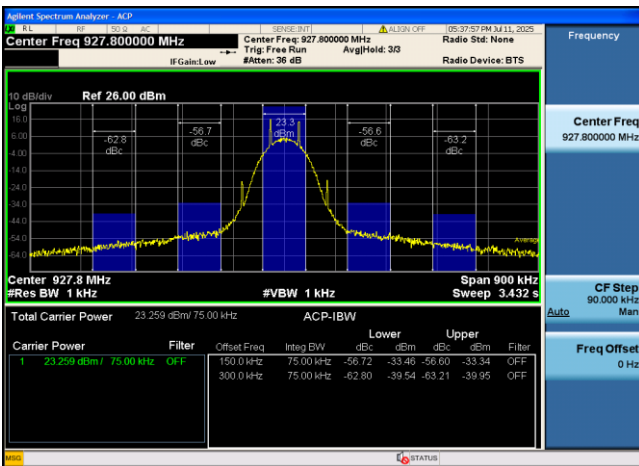 Agilent Spectrum Analyzer - ACP
RL RF 50 Ω AC SENSE:INT ALIGN OFF 05:37:57 PM Jul 11, 2025
Center Freq 927.800000 MHz
Center Freq: 927.800000 MHz
Radio Std: None
Trig: Free Run Avg|Hold: 3/3
IFGain:Low #Atten: 36 dB Radio Device: BTS
10 dB/div Ref 26.00 dBm
Log
16.0
6.00
-4.00
-14.0
-24.0
-34.0
-44.0
-54.0
-64.0
-62.8 dBc
-56.7 dBc
23.3 dBm
-56.6 dBc
-63.2 dBc
Average
Center 927.8 MHz Span 900 kHz
#Res BW 1 kHz #VBW 1 kHz Sweep 3.432 s
Total Carrier Power 23.259 dBm/ 75.00 kHz ACP-IBW
Lower Upper
Carrier Power Filter Offset Freq Integ BW dBc dBm dBc dBm Filter
1 23.259 dBm / 75.00 kHz OFF 150.0 kHz 75.00 kHz -56.72 -33.46 -56.60 -33.34 OFF
300.0 kHz 75.00 kHz -62.80 -39.54 -63.21 -39.95 OFF
MSG STATUS
Frequency
Center Freq
927.800000 MHz
CF Step
90.000 kHz
Auto Man
Freq Offset
0 Hz